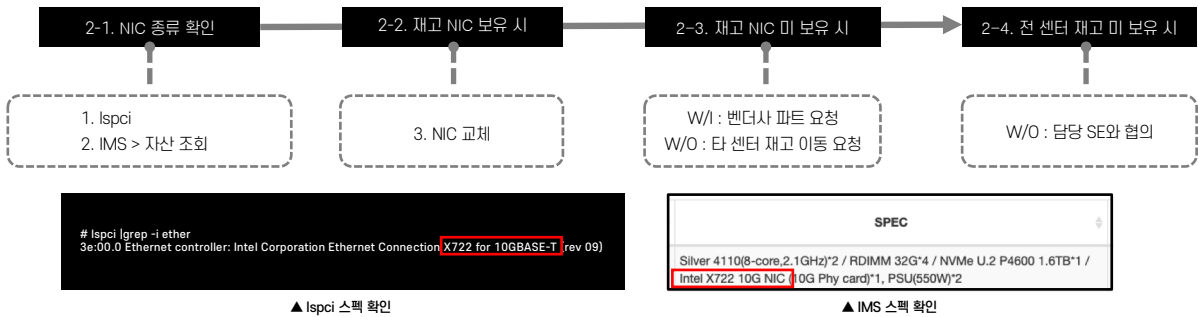 2-1. NIC 종류 확인
2-2. 재고 NIC 보유 시
2-3. 재고 NIC 미 보유 시
2-4. 전 센터 재고 미 보유 시
1. lspci
2. IMS > 자산 조회
3. NIC 교체
W/I : 벤더사 파트 요청
W/O : 타 센터 재고 이동 요청
W/O : 담당 SE와 협의
# lspci |grep -i ether
3e:00.0 Ethernet controller: Intel Corporation Ethernet Connection X722 for 10GBASE-T (rev 09)
▲ lspci 스펙 확인
SPEC
Silver 4110(8-core,2.1GHz)*2 / RDIMM 32G*4 / NVMe U.2 P4600 1.6TB*1 /
Intel X722 10G NIC (10G Phy card)*1, PSU(550W)*2
▲ IMS 스펙 확인